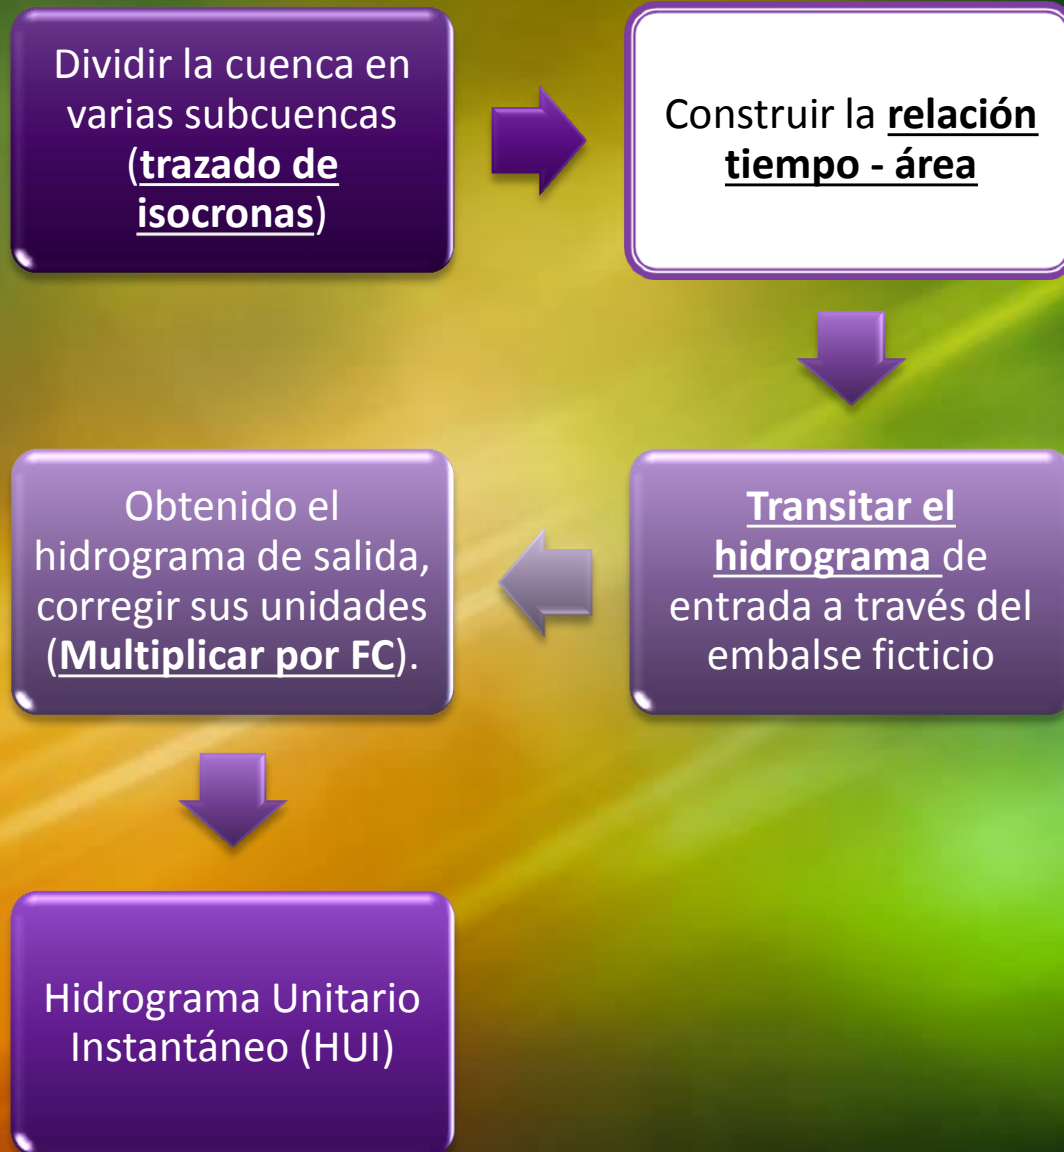 Dividir la cuenca en
varias subcuencas
(trazado de
isocronas)
Construir la relación
tiempo - área
Transitar el
hidrograma de
entrada a través del
embalse ficticio
Obtenido el
hidrograma de salida,
corregir sus unidades
(Multiplicar por FC).
Hidrograma Unitario
Instantáneo (HUI)